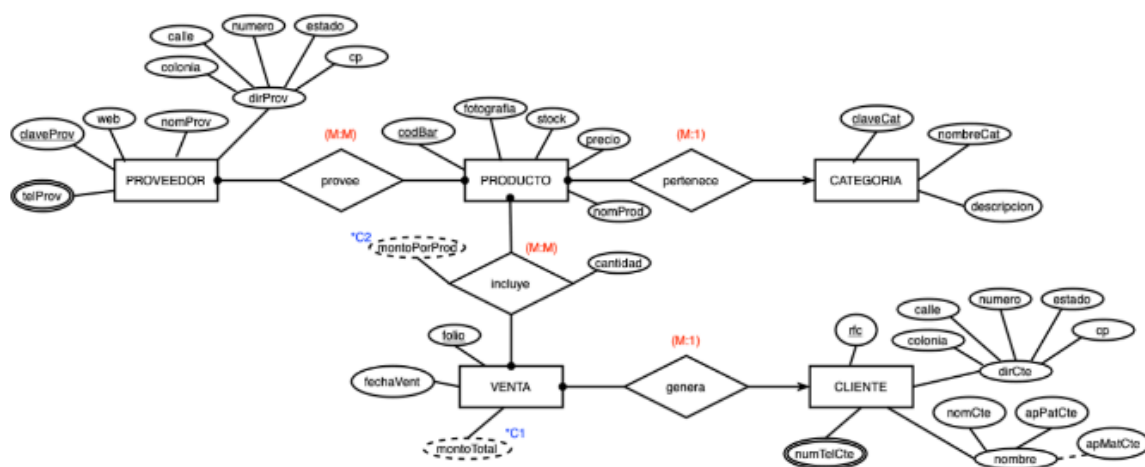 calle
numero
estado
colonia
cp
dirProv
claveProv
web
nomProv
telProv
PROVEEDOR
(M:M)
provee
codBar
fotografia
stock
precio
PRODUCTO
nomProd
(M:1)
pertenece
claveCat
nombreCat
CATEGORIA
descripcion
*C2
montoPorProd
(M:M)
cantidad
incluye
folio
fechaVent
VENTA
*C1
montoTotal
(M:1)
genera
rfc
CLIENTE
calle
numero
estado
colonia
cp
dirCte
nomCte
apPatCte
apMatCte
numTelCte
nombre